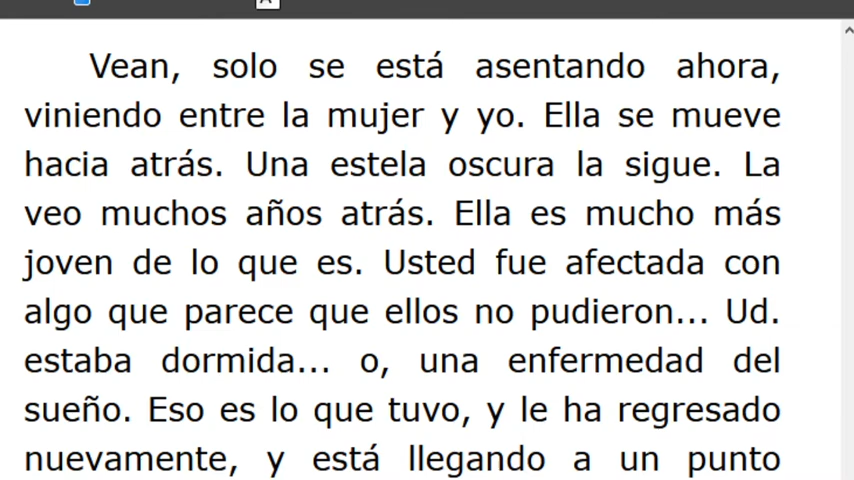 Vean, solo se está asentando ahora,
viniendo entre la mujer y yo. Ella se mueve
hacia atrás. Una estela oscura la sigue. La
veo muchos años atrás. Ella es mucho más
joven de lo que es. Usted fue afectada con
algo que parece que ellos no pudieron... Ud.
estaba dormida... o, una enfermedad del
sueño. Eso es lo que tuvo, y le ha regresado
nuevamente, y está llegando a un punto